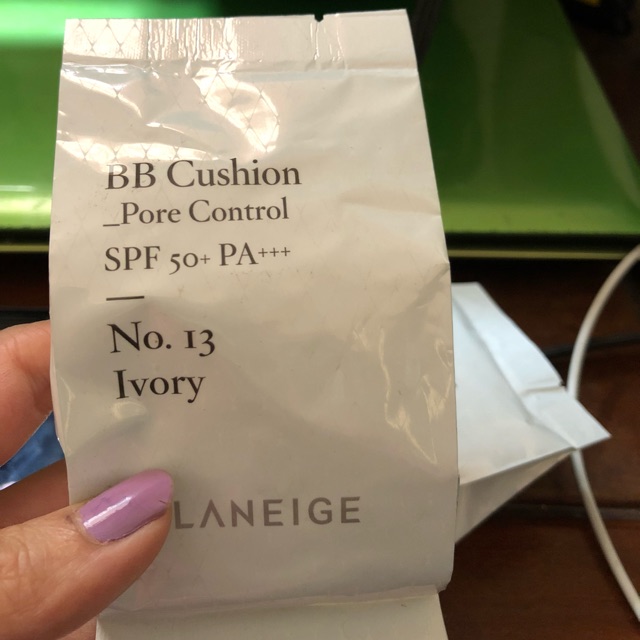 BB Cushion
_Pore Control
SPF 50+ PA+++
No. 13
Ivory
LANEIGE